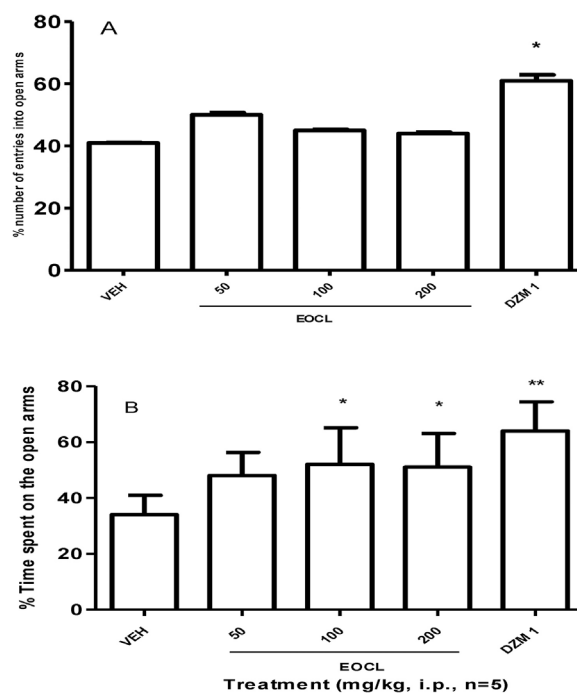 A
% number of entries into open arms
80
60
40
20
0
*
VEH
50
100
200
DZM 1
EOCL
B
% Time spent on the open arms
80
60
40
20
0
*
*
**
VEH
50
100
200
DZM 1
EOCL
Treatment (mg/kg, i.p., n=5)